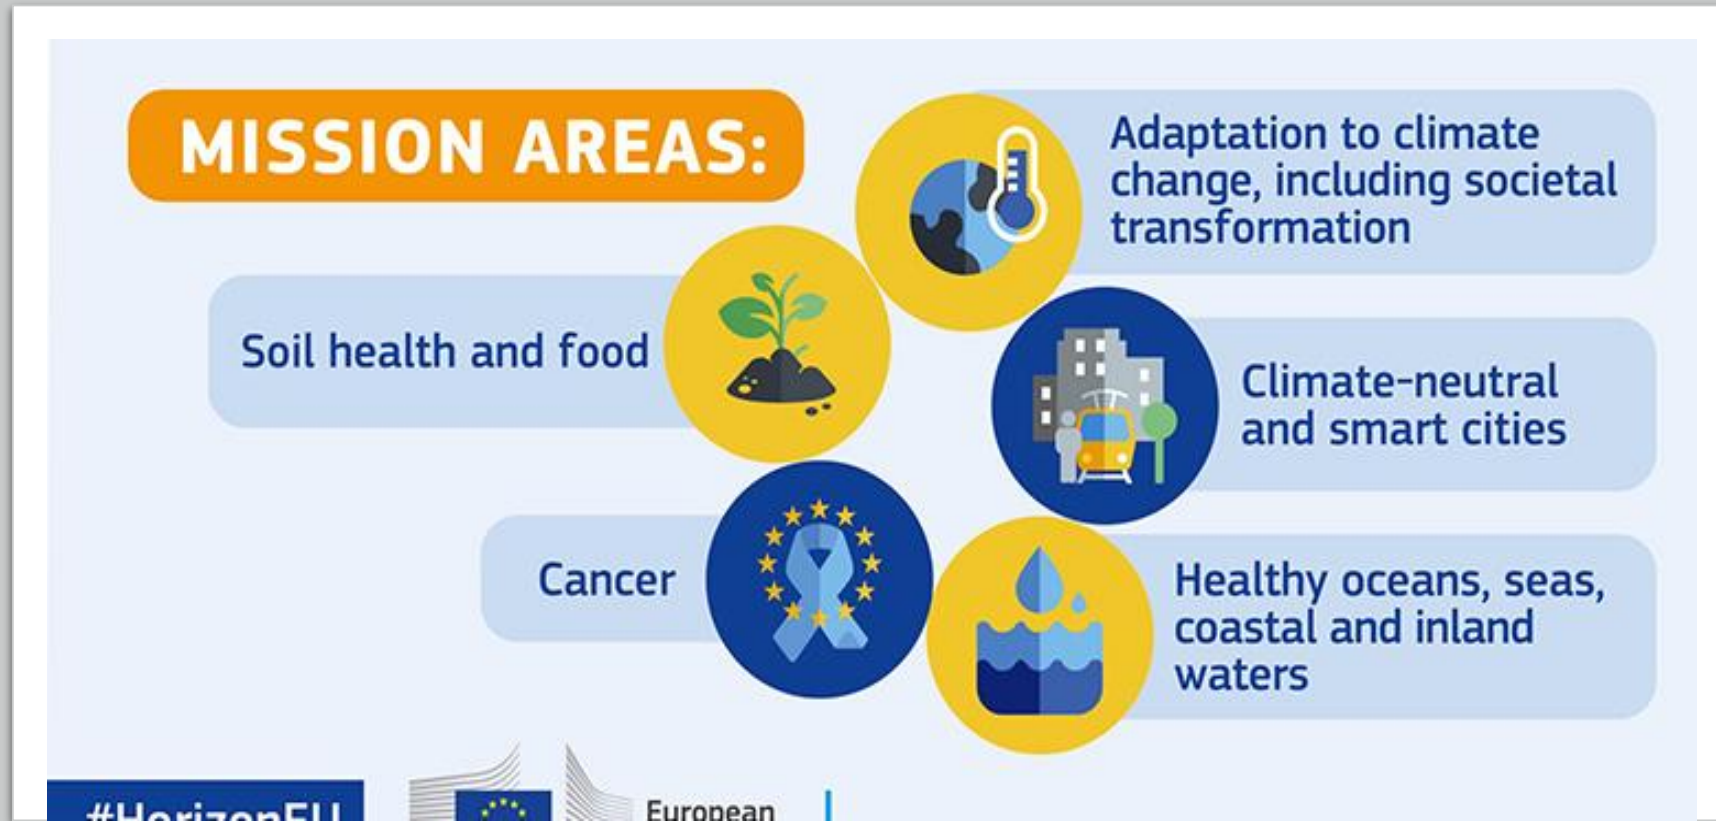 MISSION AREAS:
Adaptation to climate
change, including societal
transformation
Soil health and food
Climate-neutral
and smart cities
Cancer
Healthy oceans, seas,
coastal and inland
waters
#HorizonEU
European